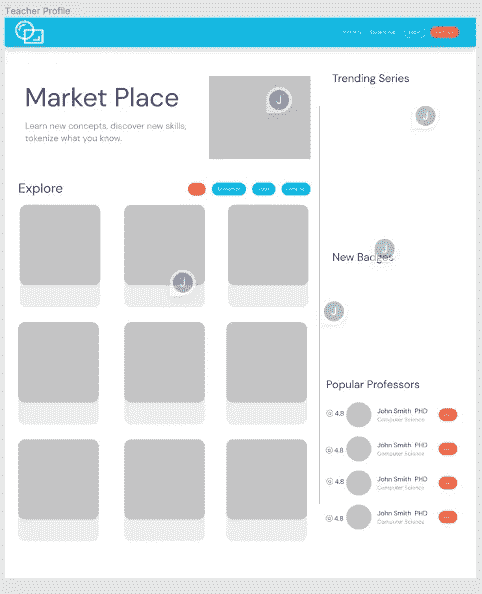 Teacher Profile
Market Place
Learn new concepts, discover new skills,
tokenize what you know.
Explore
J
J
Trending Series
J
New Badges
J
J
Popular Professors
4.8
John Smith PHD
Computer Science
4.8
John Smith PHD
Computer Science
4.8
John Smith PHD
Computer Science
4.8
John Smith PHD
Computer Science